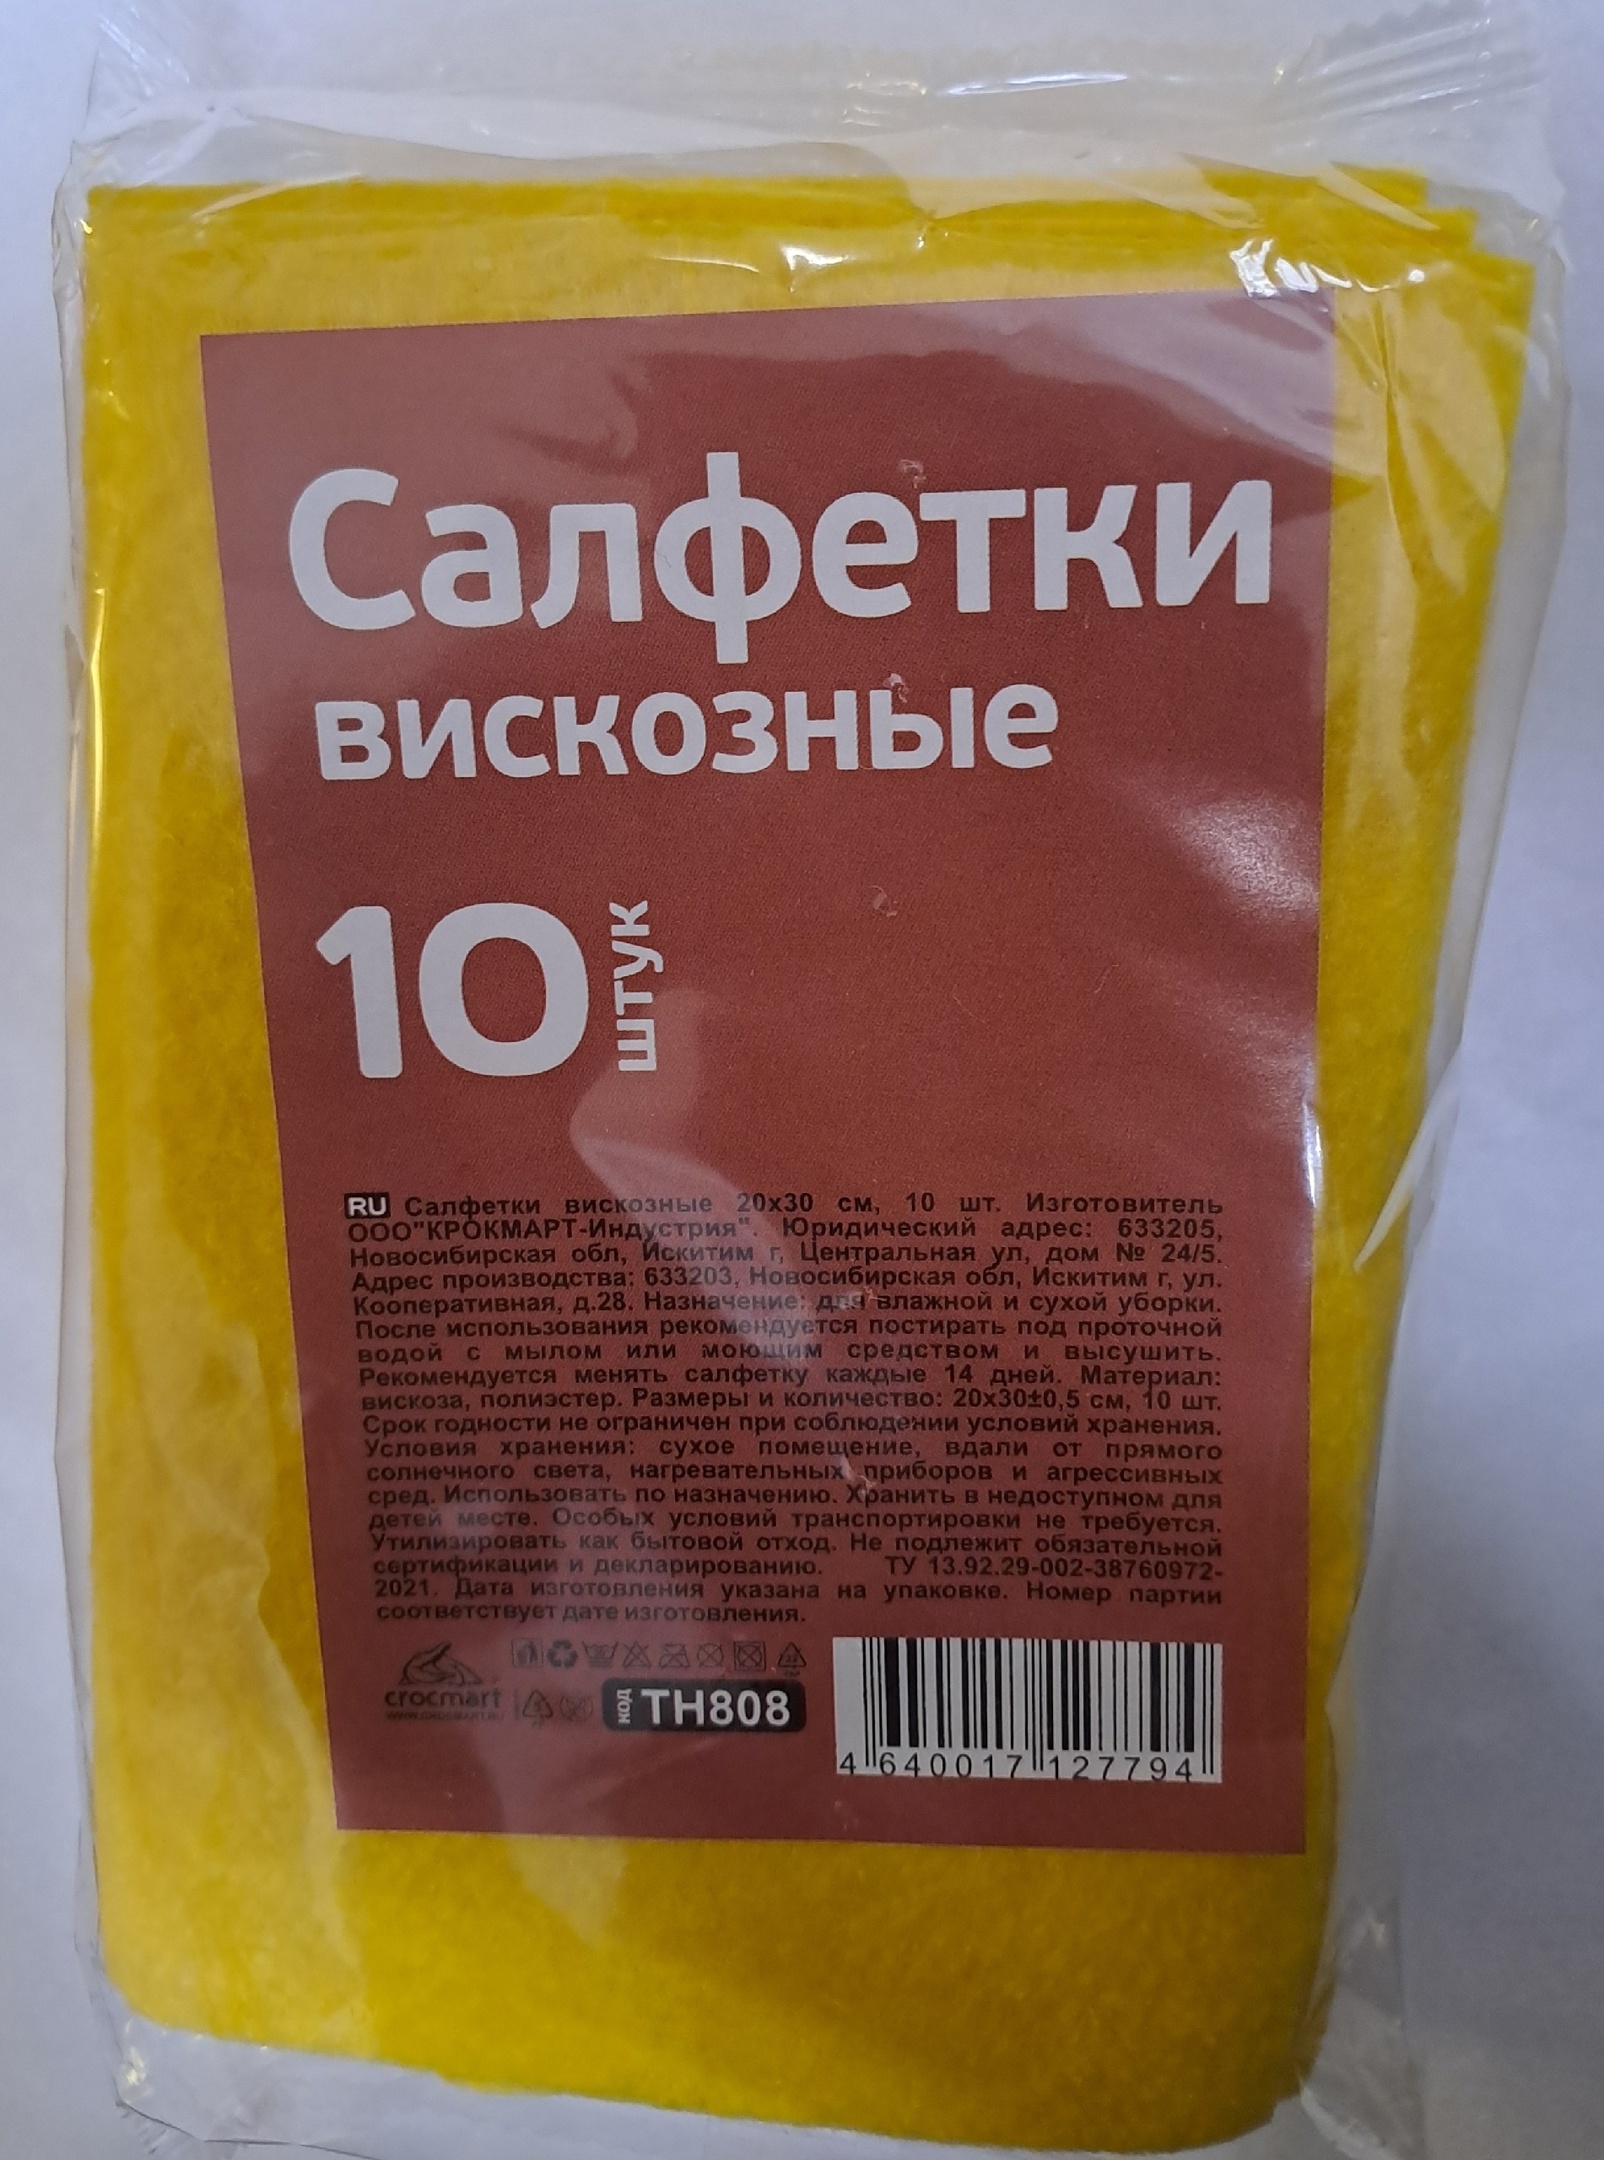 Салфетки
вискозные
10
штук
RU Салфетки вискозные 20х30 см, 10 шт. Изготовитель
ООО"КРОКМАРТ-Индустрия". Юридический адрес: 633205,
Новосибирская обл, Искитим г, Центральная ул, дом № 24/5.
Адрес производства: 633203, Новосибирская обл, Искитим г, ул.
Кооперативная, д.28. Назначение: для влажной и сухой уборки.
После использования рекомендуется постирать под проточной
водой с мылом или моющим средством и высушить.
Рекомендуется менять салфетку каждые 14 дней. Материал:
вискоза, полиэстер. Размеры и количество: 20х30±0,5 см, 10 шт.
Срок годности не ограничен при соблюдении условий хранения.
Условия хранения: сухое помещение, вдали от прямого
солнечного света, нагревательных приборов и агрессивных
сред. Использовать по назначению. Хранить в недоступном для
детей месте. Особых условий транспортировки не требуется.
Утилизировать как бытовой отход. Не подлежит обязательной
сертификации и декларированию. ТУ 13.92.29-002-38760972-
2021. Дата изготовления указана на упаковке. Номер партии
соответствует дате изготовления.
crocmart
WWW.CROCMART.RU
код TH808
4 640017 127794